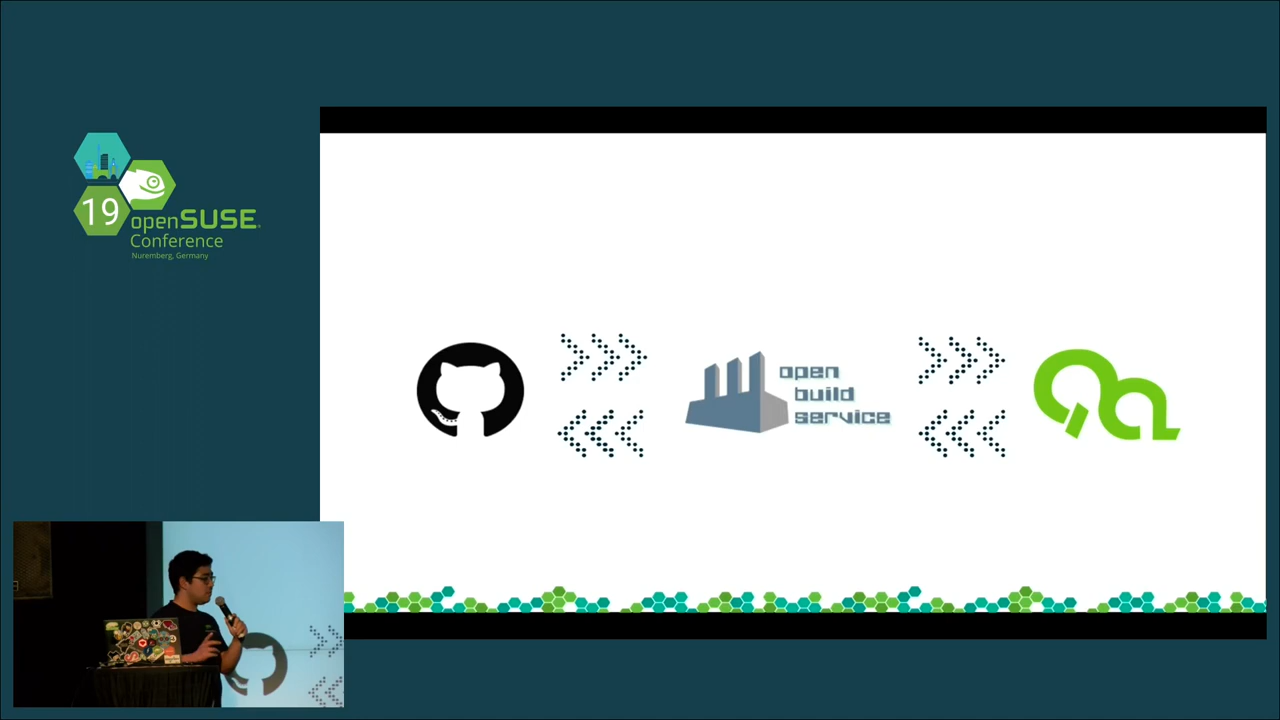 19
openSUSE
Conference
Nuremberg, Germany
open
build
service